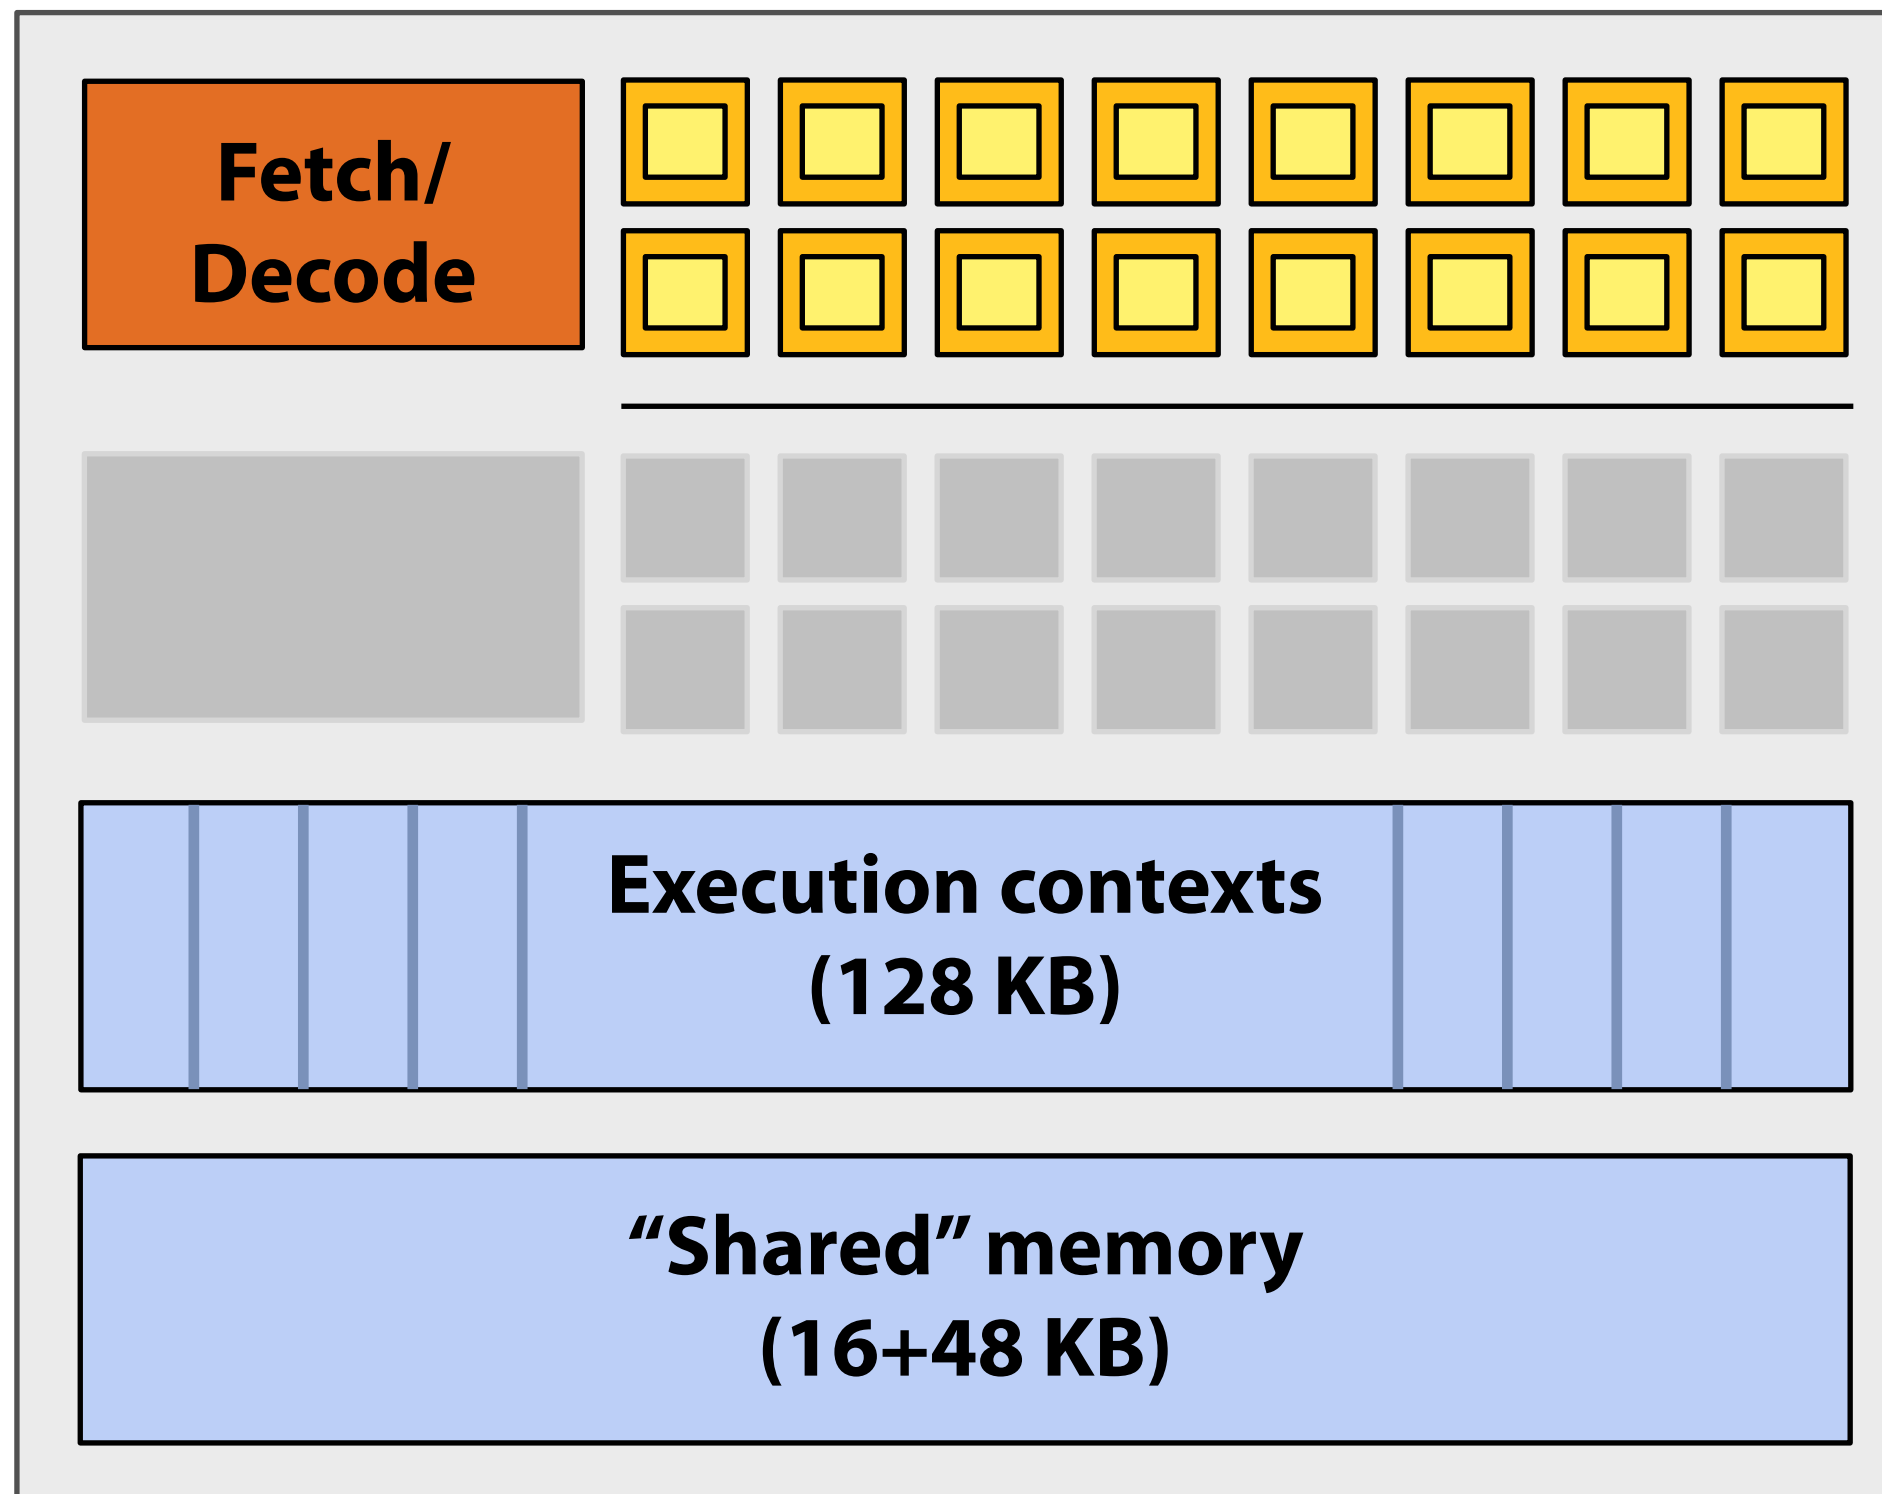 Fetch/
Decode
Execution contexts
(128 KB)
“Shared” memory
(16+48 KB)